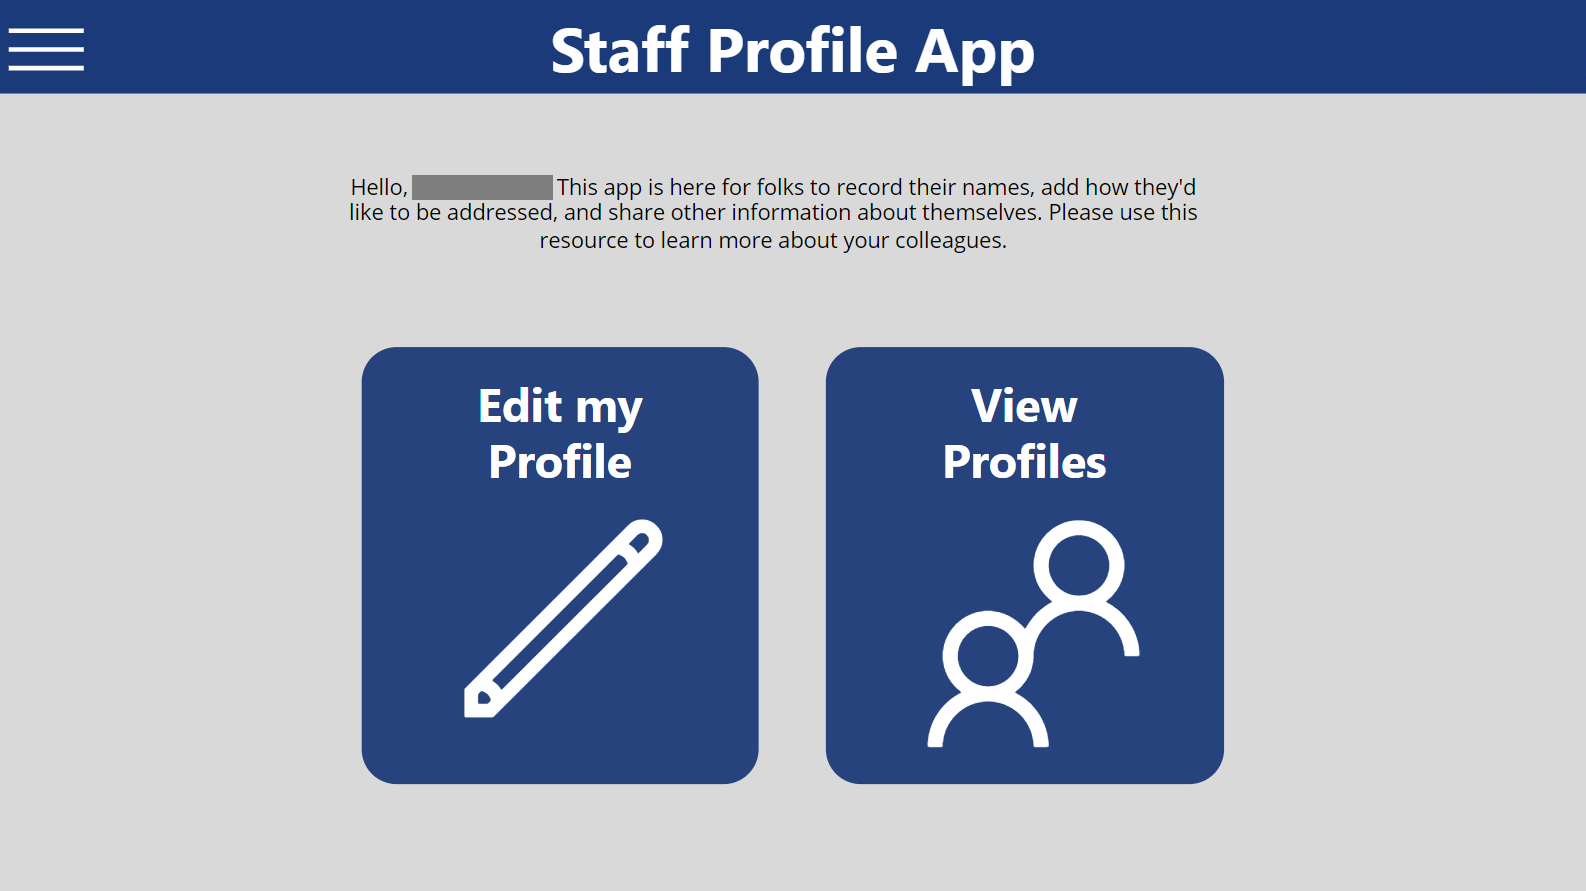 Staff Profile App
Hello, This app is here for folks to record their names, add how they'd
like to be addressed, and share other information about themselves. Please use this
resource to learn more about your colleagues.
Edit my
Profile
View
Profiles